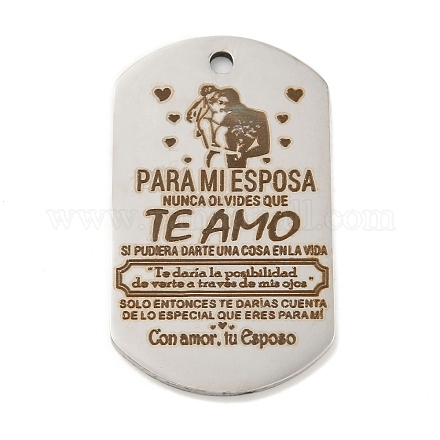 PARA MI ESPOSA
NUNCA OLVIDES QUE
TE AMO
SI PUDIERA DARTE UNA COSA EN LA VIDA
"Te daría la posibilidad
de verte a través de mis ojos"
SOLO ENTONCES TE DARÍAS CUENTA
DE LO ESPECIAL QUE ERES PARA MÍ
Con amor, tu Esposo